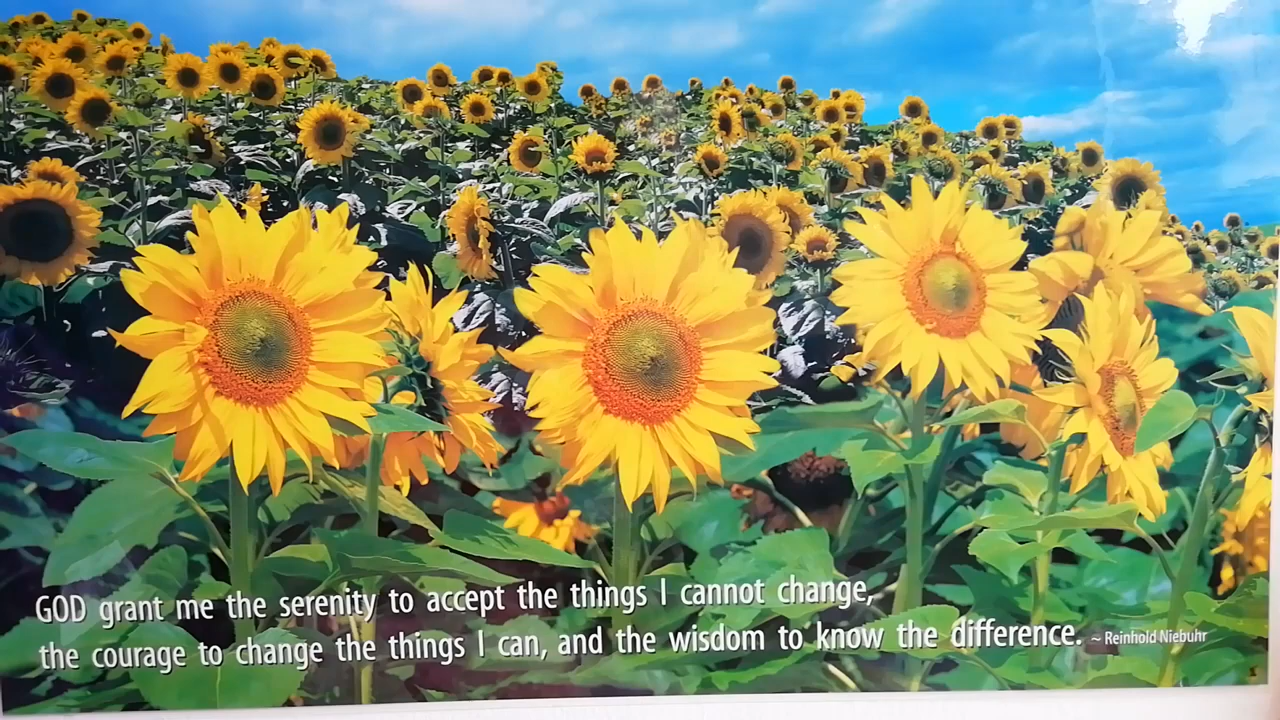 GOD grant me the serenity to accept the things I cannot change,
the courage to change the things I can, and the wisdom to know the difference. ~ Reinhold Niebuhr